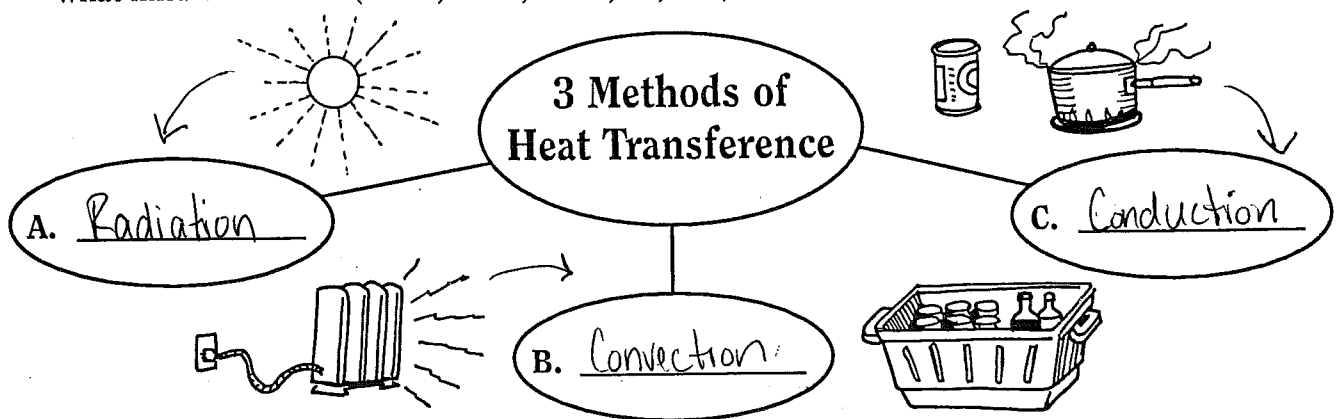 3 Methods of
Heat Transference
A. Radiation
B. Convection
C. Conduction